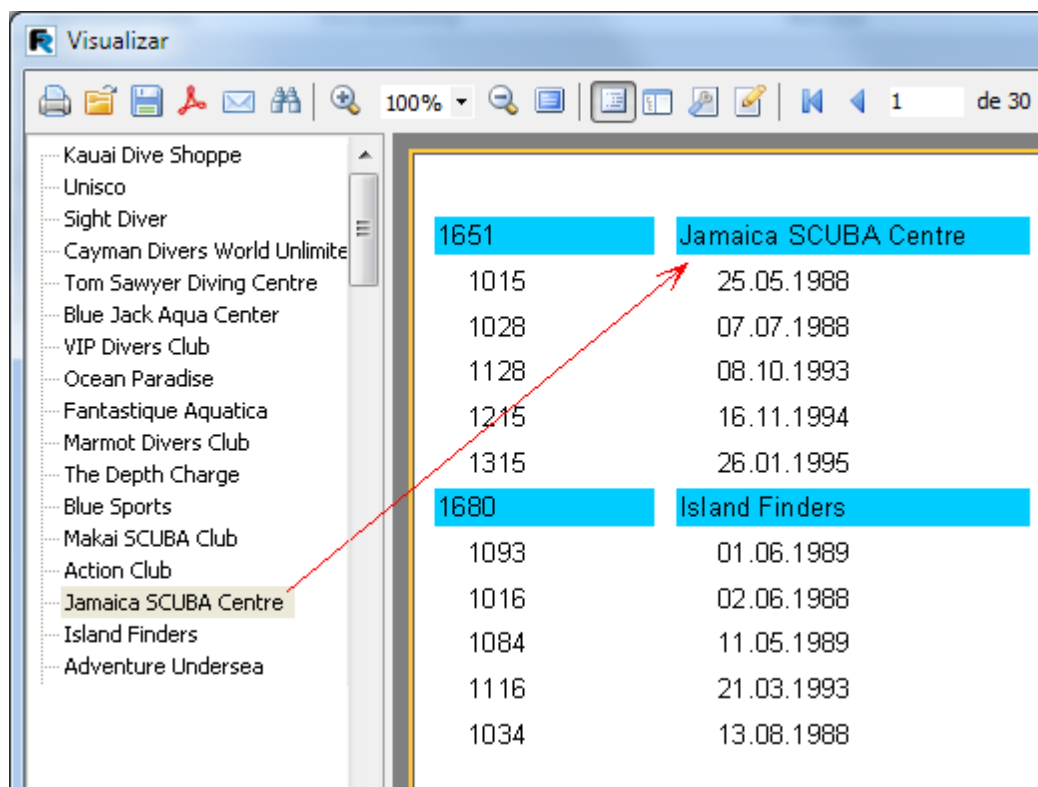 Visualizar
100%
1
de 30
Kauai Dive Shoppe
Unisco
Sight Diver
Cayman Divers World Unlimite
Tom Sawyer Diving Centre
Blue Jack Aqua Center
VIP Divers Club
Ocean Paradise
Fantastique Aquatica
Marmot Divers Club
The Depth Charge
Blue Sports
Makai SCUBA Club
Action Club
Jamaica SCUBA Centre
Island Finders
Adventure Undersea
1651 Jamaica SCUBA Centre
1015 25.05.1988
1028 07.07.1988
1128 08.10.1993
1215 16.11.1994
1315 26.01.1995
1680 Island Finders
1093 01.06.1989
1016 02.06.1988
1084 11.05.1989
1116 21.03.1993
1034 13.08.1988